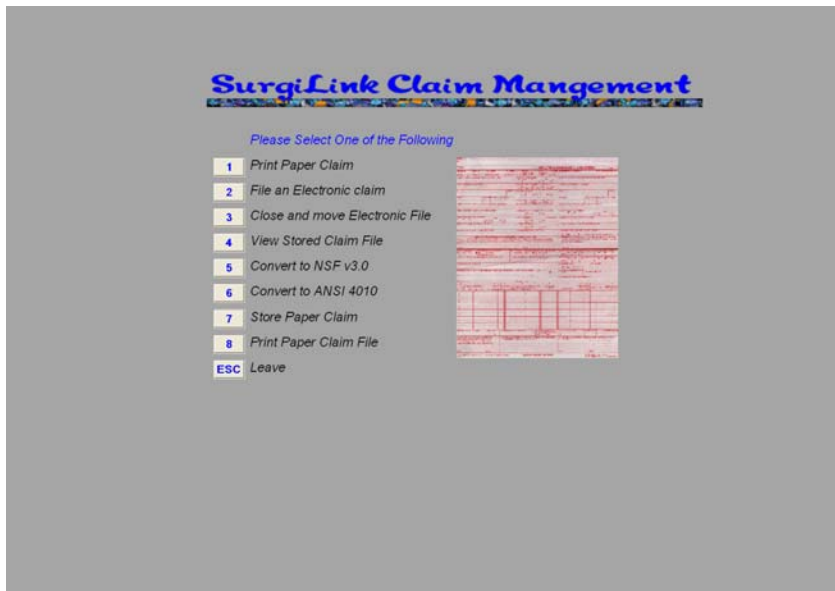 SurgiLink Claim Mangement
Please Select One of the Following
1 Print Paper Claim
2 File an Electronic claim
3 Close and move Electronic File
4 View Stored Claim File
5 Convert to NSF v3.0
6 Convert to ANSI 4010
7 Store Paper Claim
8 Print Paper Claim File
ESC Leave